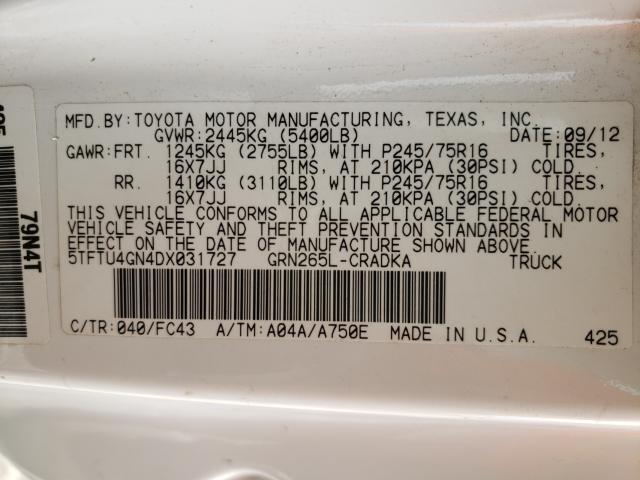 MFD.BY:TOYOTA MOTOR MANUFACTURING, TEXAS, INC.
GVWR:2445KG (5400LB) DATE:09/12
GAWR:FRT. 1245KG (2755LB) WITH P245/75R16 TIRES,
16X7JJ RIMS, AT 210KPA (30PSI) COLD.
RR. 1410KG (3110LB) WITH P245/75R16 TIRES,
16X7JJ RIMS, AT 210KPA (30PSI) COLD.
THIS VEHICLE CONFORMS TO ALL APPLICABLE FEDERAL MOTOR
VEHICLE SAFETY AND THEFT PREVENTION STANDARDS IN
EFFECT ON THE DATE OF MANUFACTURE SHOWN ABOVE.
5TFTU4GN4DX031727 GRN265L-CRADKA TRUCK
C/TR:040/FC43 A/TM:A04A/A750E MADE IN U.S.A. 425
79N4T